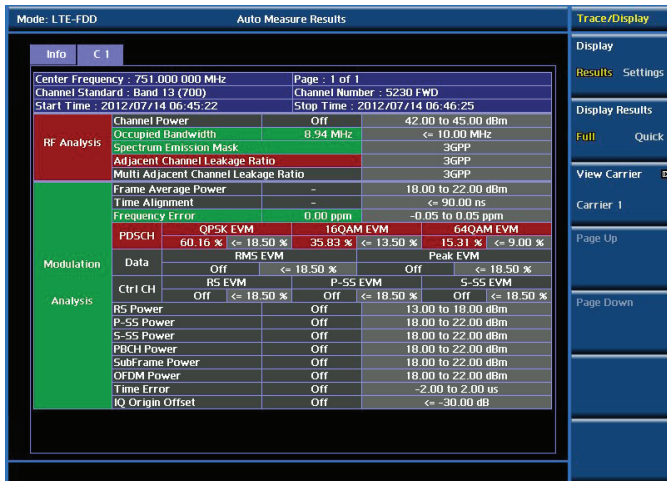 Mode: LTE-FDD Auto Measure Results Trace/Display
Info C 1
Center Frequency : 751.000 000 MHz Page : 1 of 1
Channel Standard : Band 13 (700) Channel Number : 5230 FWD
Start Time : 2012/07/14 06:45:22 Stop Time : 2012/07/14 06:46:25
RF Analysis
Channel Power Off 42.00 to 45.00 dBm
Occupied Bandwidth 8.94 MHz <= 10.00 MHz
Spectrum Emission Mask 3GPP
Adjacent Channel Leakage Ratio 3GPP
Multi Adjacent Channel Leakage Ratio 3GPP
Modulation
Analysis
Frame Average Power - 18.00 to 22.00 dBm
Time Alignment - <= 90.00 ns
Frequency Error 0.00 ppm -0.05 to 0.05 ppm
PDSCH QPSK EVM 16QAM EVM 64QAM EVM
60.16 % <= 18.50 % 35.83 % <= 13.50 % 15.31 % <= 9.00 %
Data RMS EVM Peak EVM
Off <= 18.50 % Off <= 18.50 %
Ctrl CH RS EVM P-SS EVM S-SS EVM
Off <= 18.50 % Off <= 18.50 % Off <= 18.50 %
RS Power Off 13.00 to 18.00 dBm
P-SS Power Off 18.00 to 22.00 dBm
S-SS Power Off 18.00 to 22.00 dBm
PBCH Power Off 18.00 to 22.00 dBm
SubFrame Power Off 18.00 to 22.00 dBm
OFDM Power Off 18.00 to 22.00 dBm
Time Error Off -2.00 to 2.00 us
IQ Origin Offset Off <= -30.00 dB
Display
Results Settings
Display Results
Full Quick
View Carrier
Carrier 1
Page Up
Page Down